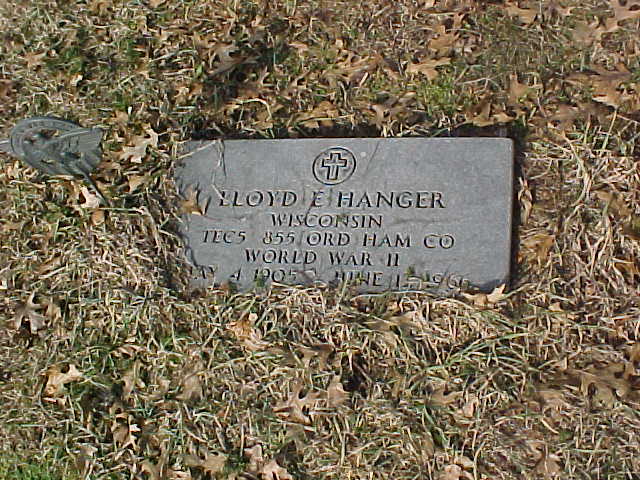 LLOYD E HANGER
WISCONSIN
TEC5 855 ORD HAM CO
WORLD WAR II
4 1905 JUNE